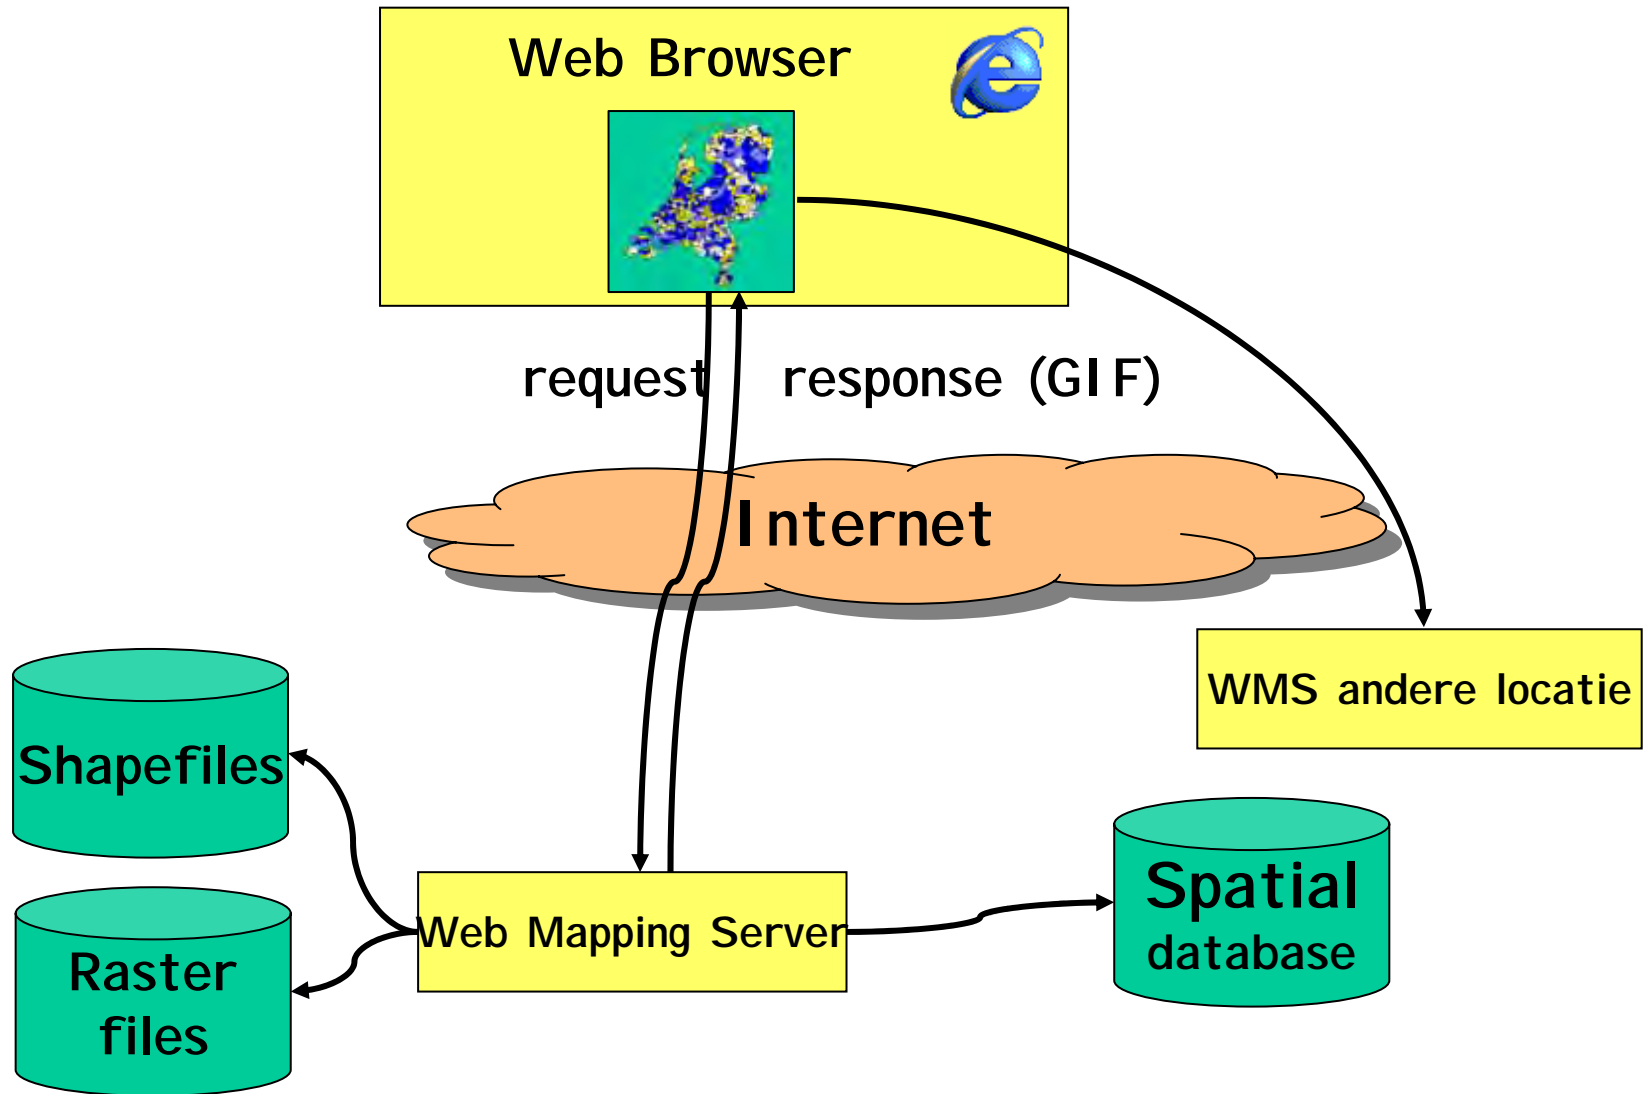 Web Browser
request
response (GIF)
Internet
WMS andere locatie
Shapefiles
Spatial
database
Web Mapping Server
Raster
files